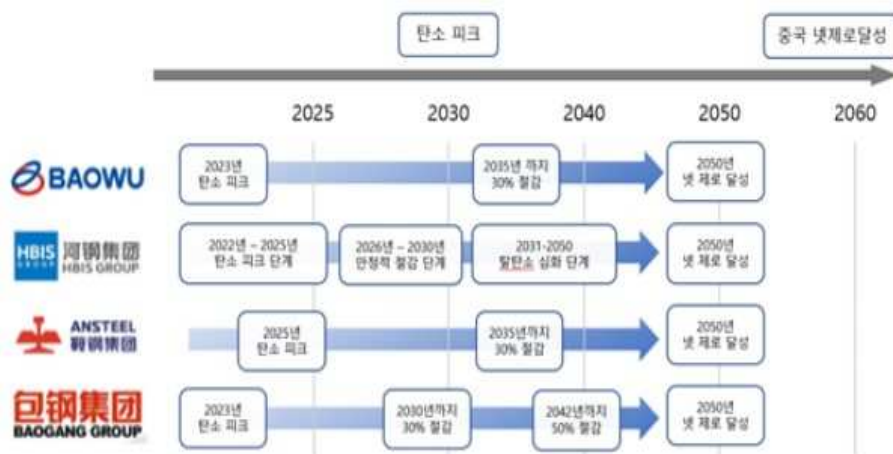 탄소 피크
중국 넷제로달성
2025
2030
2040
2050
2060
BAOWU
2023년
탄소 피크
2035년 까지
30% 절감
2050년
넷 제로 달성
HBIS
GROUP
河钢集团
HBIS GROUP
2022년 – 2025년
탄소 피크 단계
2026년 – 2030년
안정적 절감 단계
2031-2050
탈탄소 심화 단계
2050년
넷 제로 달성
ANSTEEL
鞍钢集团
2025년
탄소 피크
2035년까지
30% 절감
2050년
넷 제로 달성
包钢集团
BAOGANG GROUP
2023년
탄소 피크
2030년까지
30% 절감
2042년까지
50% 절감
2050년
넷 제로 달성